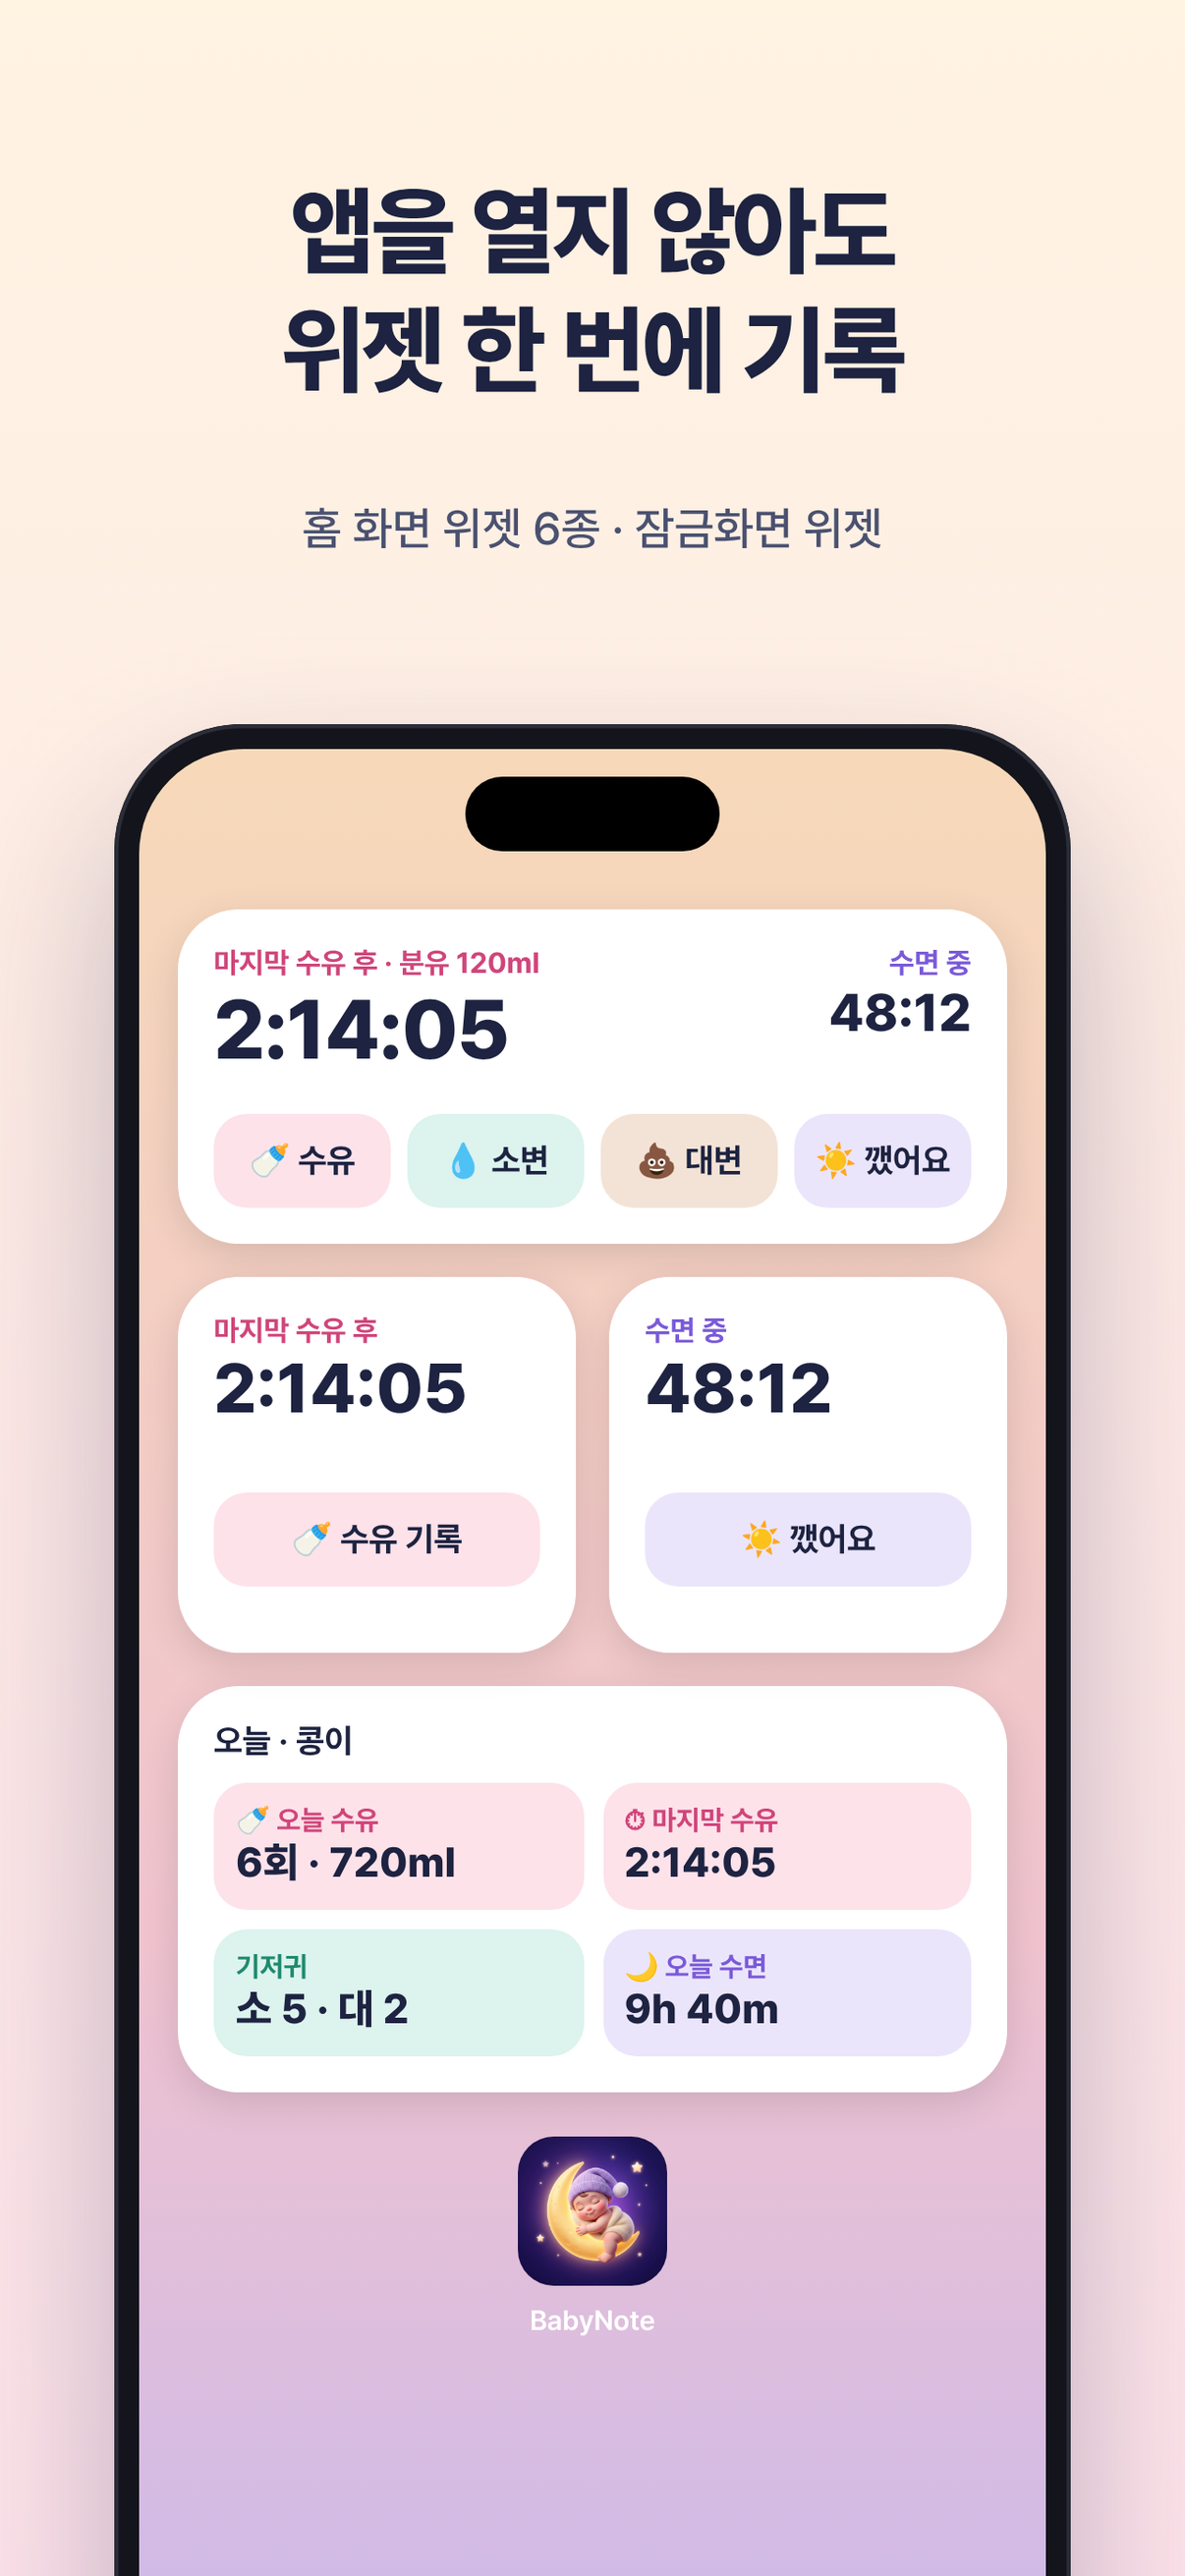 앱을 열지 않아도
위젯 한 번에 기록
홈 화면 위젯 6종 · 잠금화면 위젯
마지막 수유 후 · 분유 120ml
2:14:05
수면 중
48:12
🍼 수유
💧 소변
💩 대변
☀️ 깼어요
마지막 수유 후
2:14:05
🍼 수유 기록
수면 중
48:12
☀️ 깼어요
오늘 · 콩이
🍼 오늘 수유
6회 · 720ml
⏱ 마지막 수유
2:14:05
기저귀
소 5 · 대 2
🌙 오늘 수면
9h 40m
BabyNote